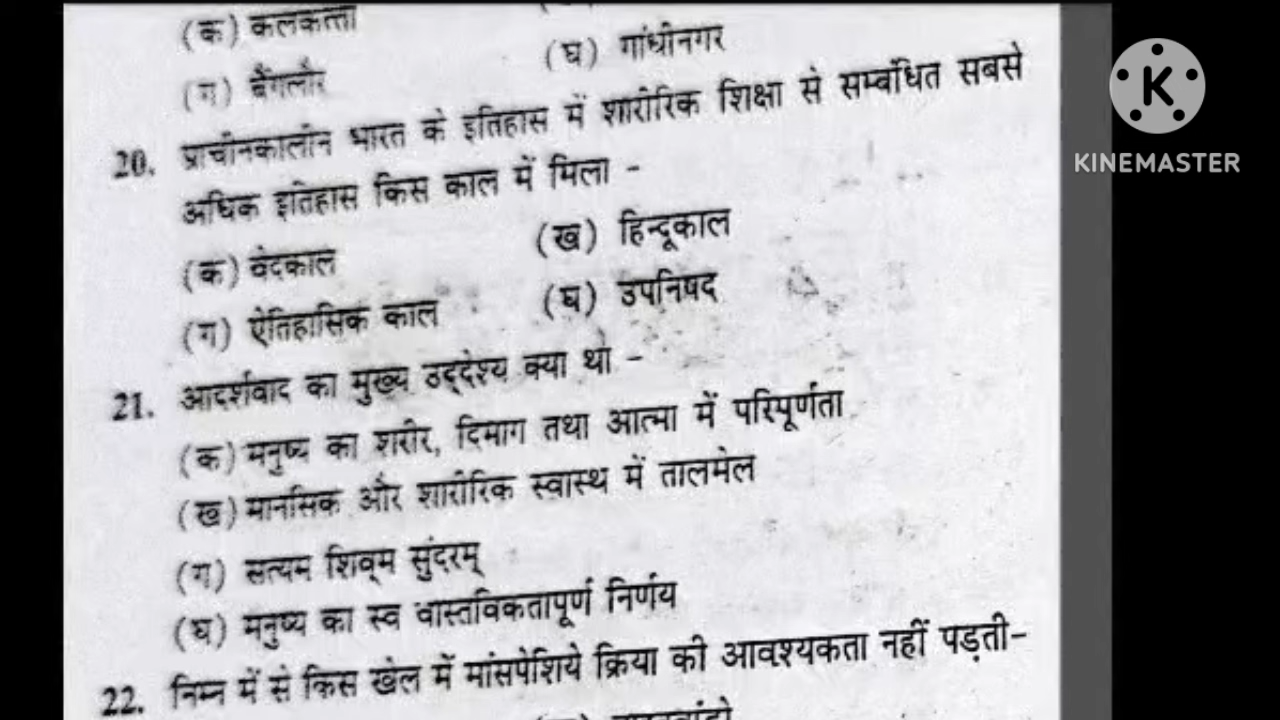 (क) कलकत्ता
(घ) गांधीनगर
(ग) बैंगलौर
20. प्राचीनकालीन भारत के इतिहास में शारीरिक शिक्षा से सम्बंधित सबसे
अधिक इतिहास किस काल में मिला -
(क) वेदकाल
(ख) हिन्दूकाल
(ग) ऐतिहासिक काल
(घ) उपनिषद
21. आदर्शवाद का मुख्य उद्देश्य क्या था -
(क) मनुष्य का शरीर, दिमाग तथा आत्मा में परिपूर्णता
(ख) मानसिक और शारीरिक स्वास्थ में तालमेल
(ग) सत्यम शिव्म सुंदरम्
(घ) मनुष्य का स्व वास्तविकतापूर्ण निर्णय
22. निम्न में से किस खेल में मांसपेशिये क्रिया की आवश्यकता नहीं पड़ती-
K
KINEMASTER